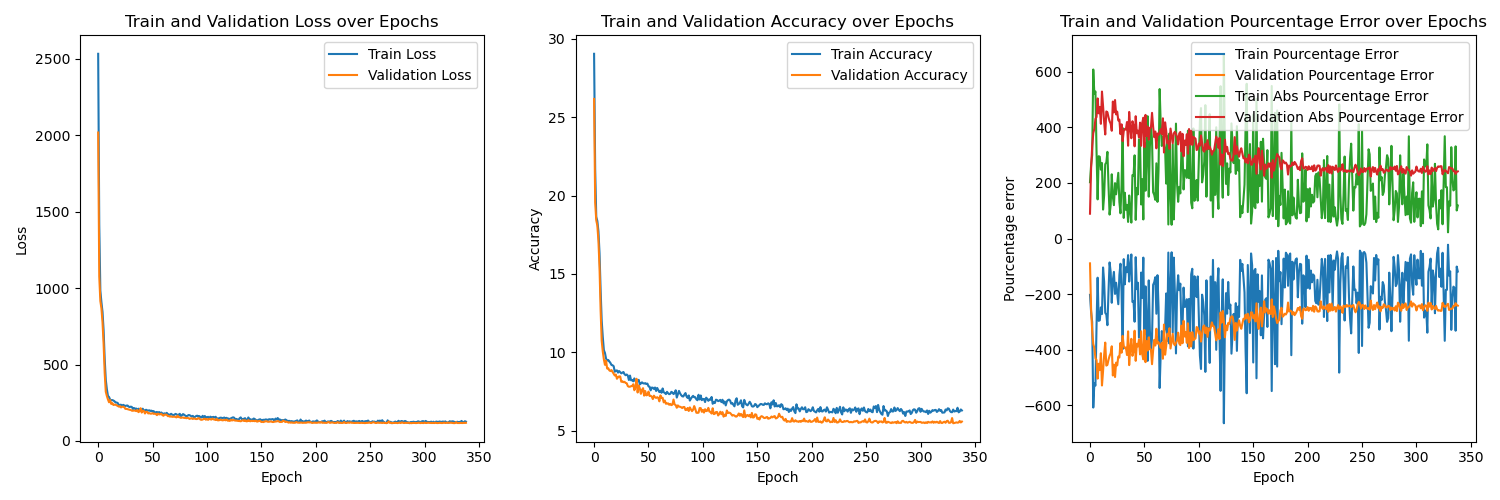 Train and Validation Loss over Epochs
Train Loss
Validation Loss
2500
2000
1500
1000
500
0
Loss
0 50 100 150 200 250 300 350
Epoch
Train and Validation Accuracy over Epochs
Train Accuracy
Validation Accuracy
30
25
20
15
10
5
Accuracy
0 50 100 150 200 250 300 350
Epoch
Train and Validation Pourcentage Error over Epochs
Train Pourcentage Error
Validation Pourcentage Error
Train Abs Pourcentage Error
Validation Abs Pourcentage Error
600
400
200
0
−200
−400
−600
Pourcentage error
0 50 100 150 200 250 300 350
Epoch